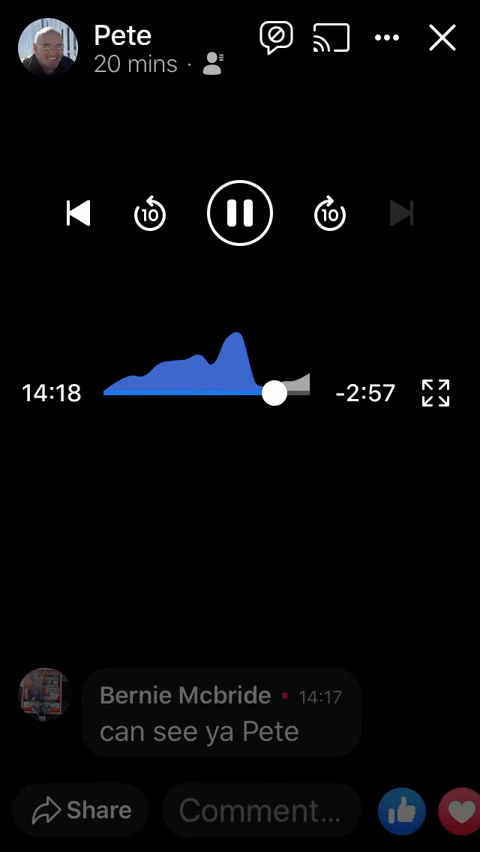 Pete
20 mins ·
10
10
14:18
-2:57
Bernie Mcbride • 14:17
can see ya Pete
Share
Comment...